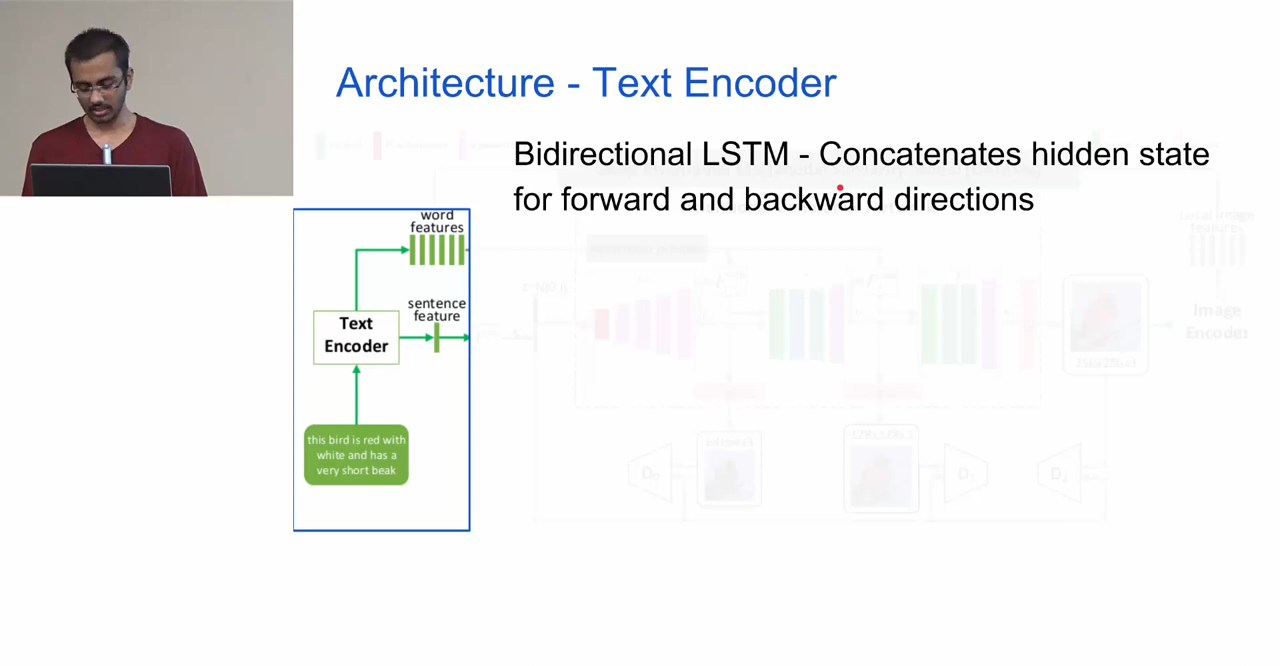 Architecture - Text Encoder
Bidirectional LSTM - Concatenates hidden state
for forward and backward directions
word
features
sentence
feature
Text
Encoder
this bird is red with
white and has a
very short beak
Image
Encoder